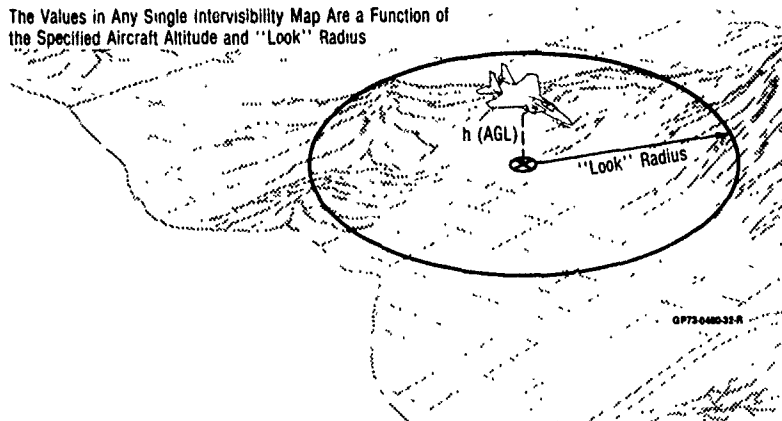 The Values in Any Single Intervisibility Map Are a Function of
the Specified Aircraft Altitude and "Look" Radius
h (AGL)
"Look" Radius
GP73-0460-32-R